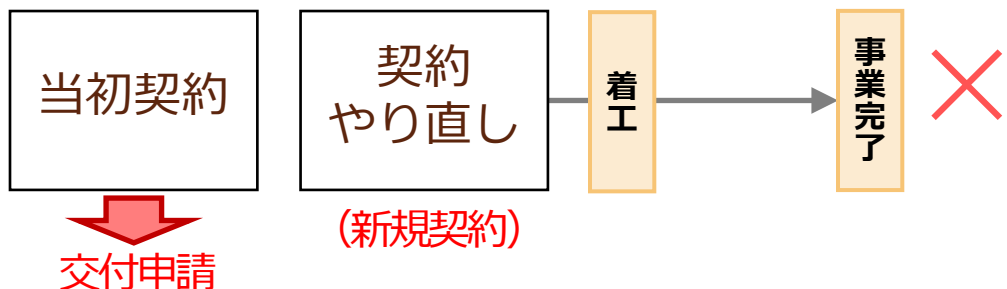 当初契約
契約
やり直し
着工
事業完了
(新規契約)
交付申請